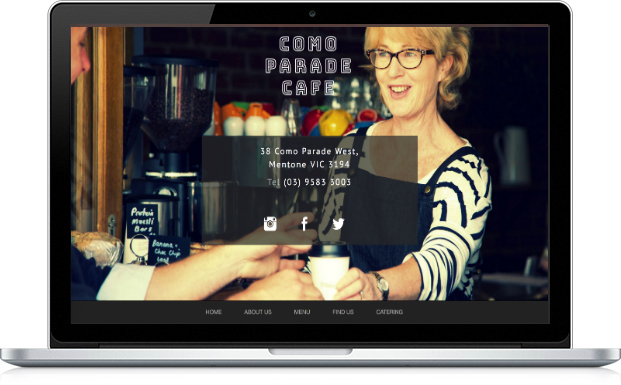 COMO
PARADE
CAFE
38 Como Parade West,
Mentone VIC 3194
Tel (03) 9583 3003
Protein
Muesli
Bars
Banana +
Choc Chip
Loaf
HOME ABOUT US MENU FIND US CATERING